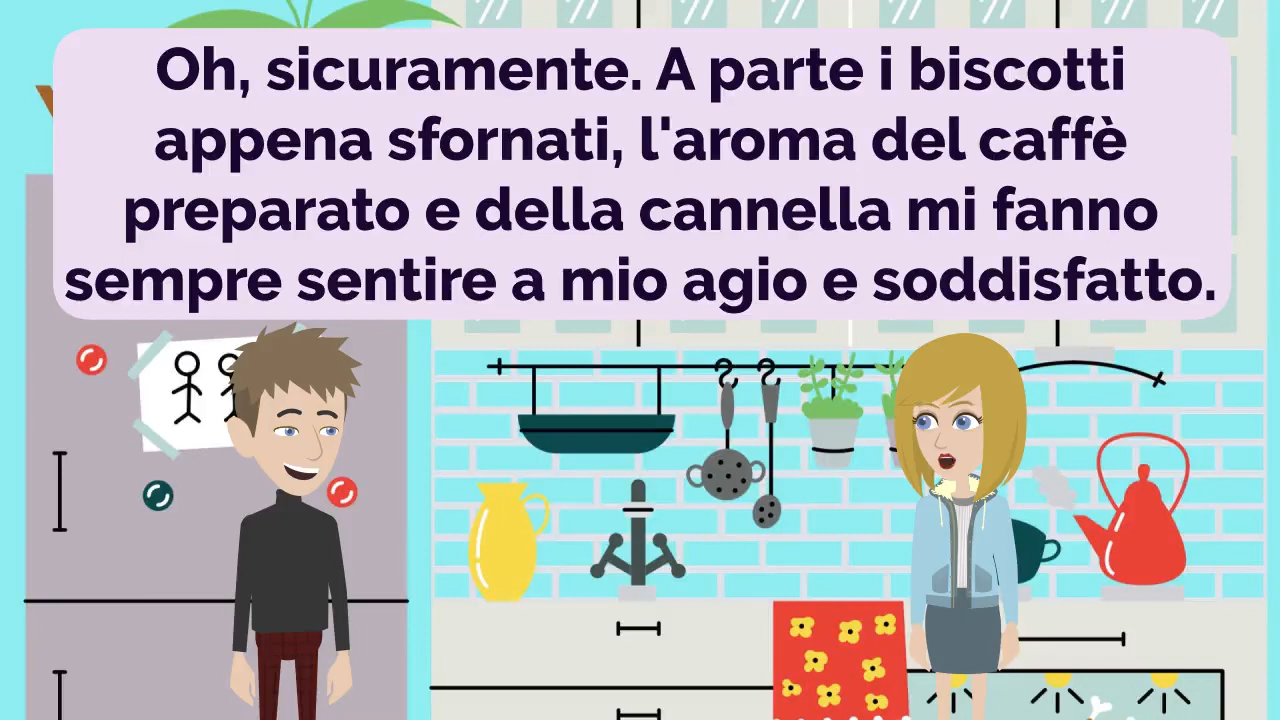 Oh, sicuramente. A parte i biscotti
appena sfornati, l'aroma del caffè
preparato e della cannella mi fanno
sempre sentire a mio agio e soddisfatto.